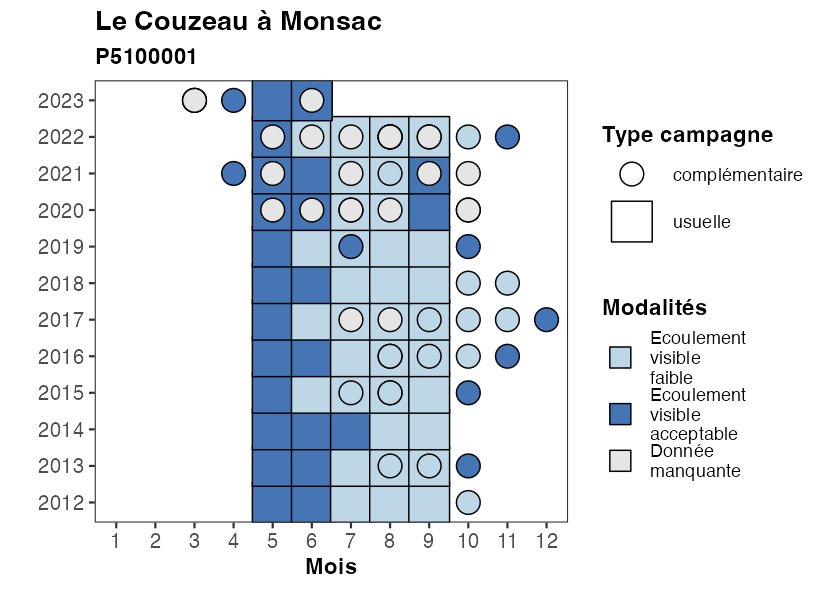 Le Couzeau à Monsac
P5100001
2023
2022
2021
2020
2019
2018
2017
2016
2015
2014
2013
2012
1 2 3 4 5 6 7 8 9 10 11 12
Mois
Type campagne
complémentaire
usuelle
Modalités
Ecoulement
visible
faible
Ecoulement
visible
acceptable
Donnée
manquante